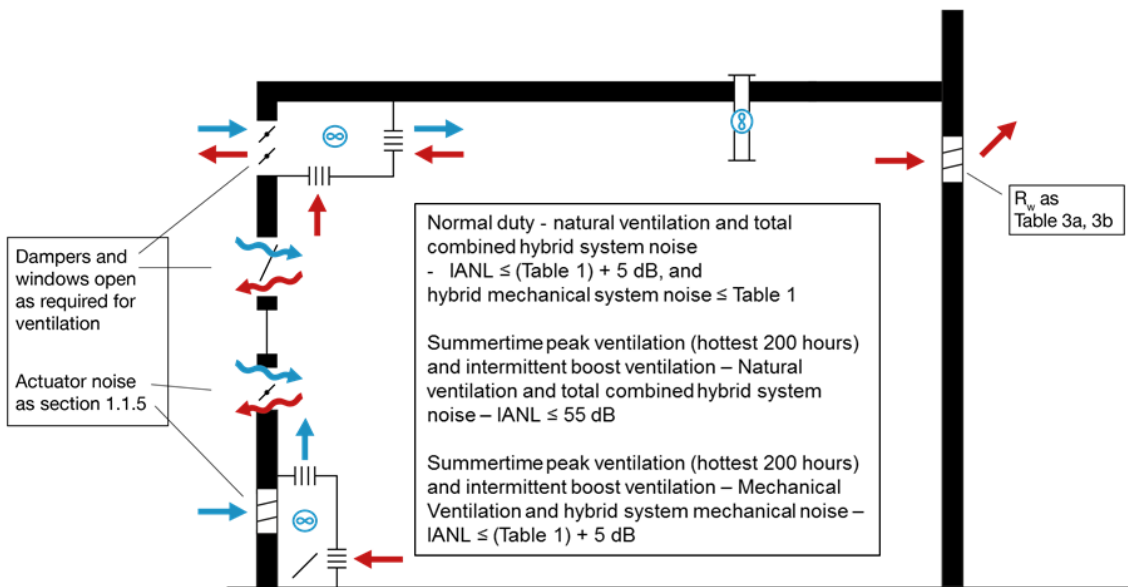 Dampers and
windows open
as required for
ventilation
Actuator noise
as section 1.1.5
Normal duty - natural ventilation and total
combined hybrid system noise
- IANL ≤ (Table 1) + 5 dB, and
hybrid mechanical system noise ≤ Table 1
Summertime peak ventilation (hottest 200 hours)
and intermittent boost ventilation – Natural
ventilation and total combined hybrid system
noise – IANL ≤ 55 dB
Summertime peak ventilation (hottest 200 hours)
and intermittent boost ventilation – Mechanical
Ventilation and hybrid system mechanical noise –
IANL ≤ (Table 1) + 5 dB
Rw as
Table 3a, 3b